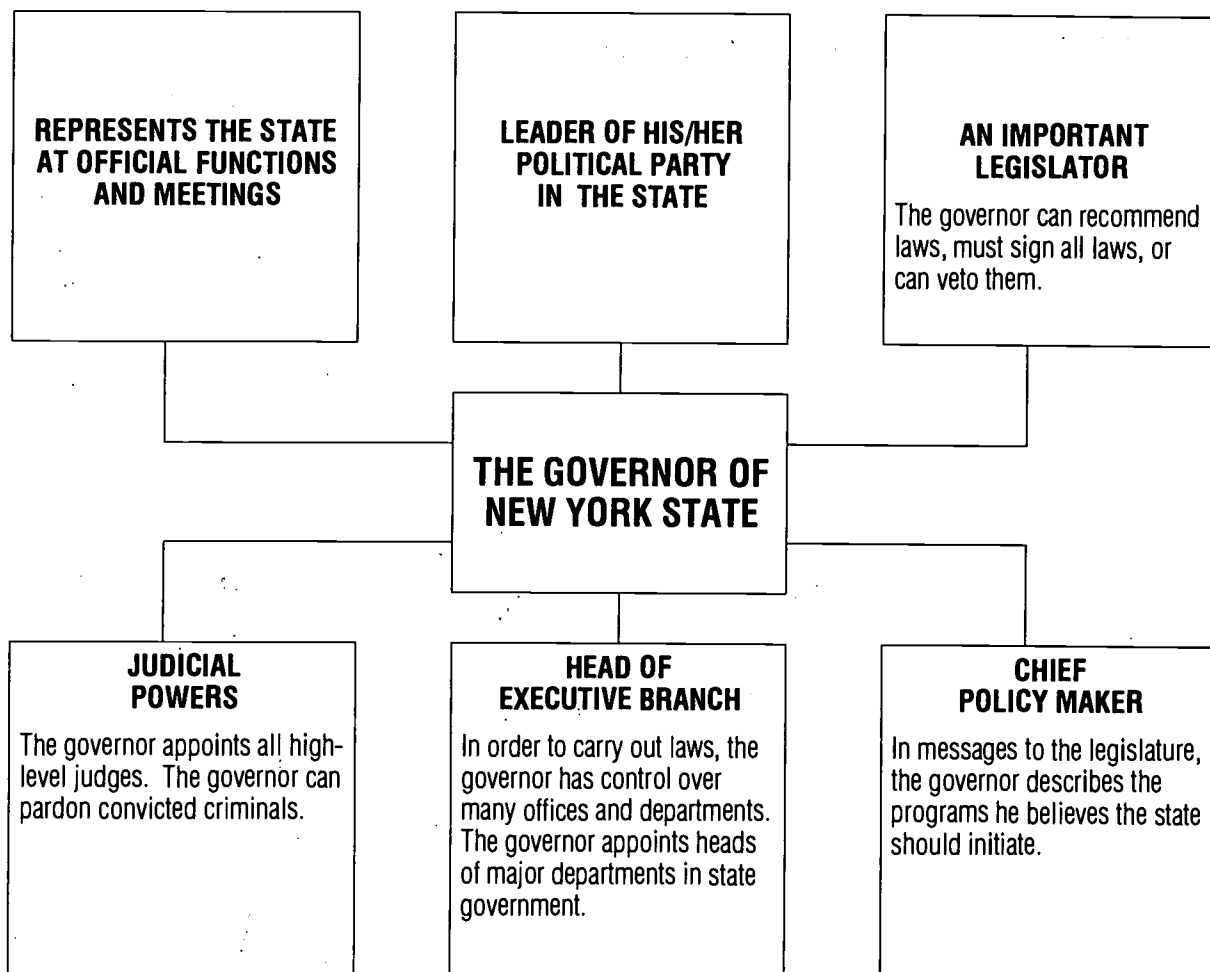 REPRESENTS THE STATE
AT OFFICIAL FUNCTIONS
AND MEETINGS
LEADER OF HIS/HER
POLITICAL PARTY
IN THE STATE
AN IMPORTANT
LEGISLATOR
The governor can recommend
laws, must sign all laws, or
can veto them.
THE GOVERNOR OF
NEW YORK STATE
JUDICIAL
POWERS
The governor appoints all high-
level judges. The governor can
pardon convicted criminals.
HEAD OF
EXECUTIVE BRANCH
In order to carry out laws, the
governor has control over
many offices and departments.
The governor appoints heads
of major departments in state
government.
CHIEF
POLICY MAKER
In messages to the legislature,
the governor describes the
programs he believes the state
should initiate.